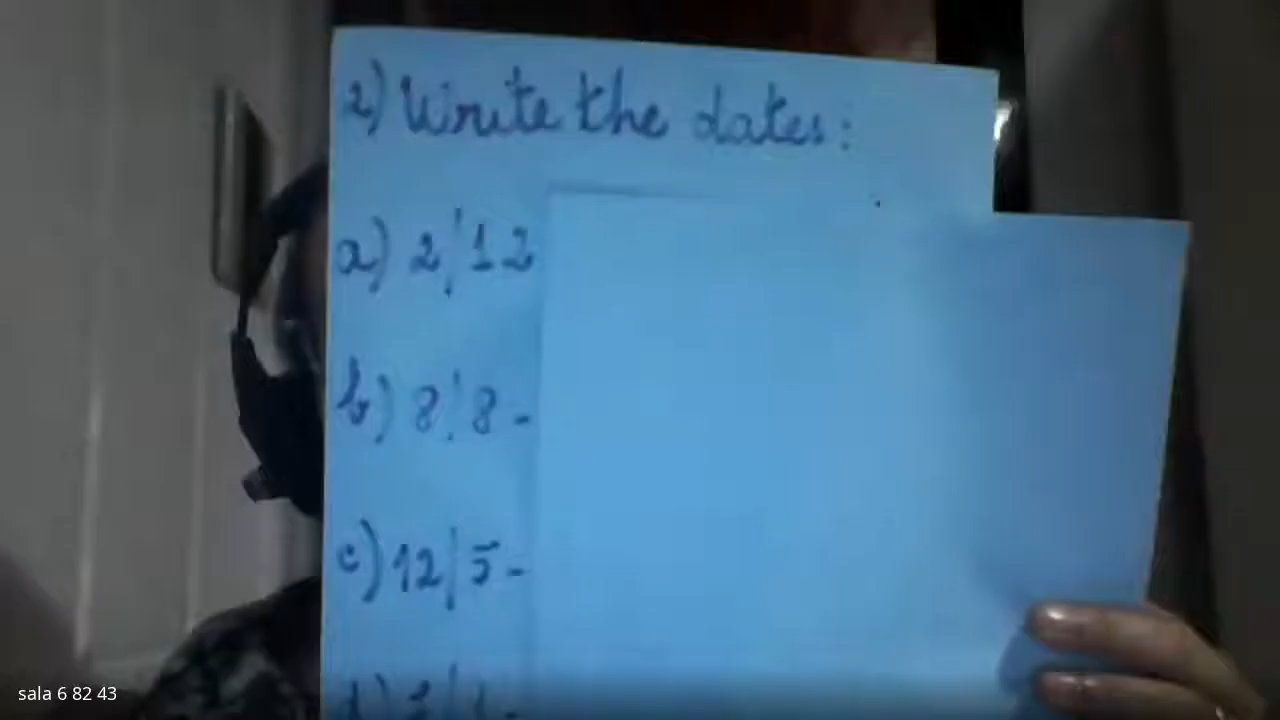 2) Write the dates:
a) 2/12
b) 8/8-
c) 12/5-
sala 6 82 43